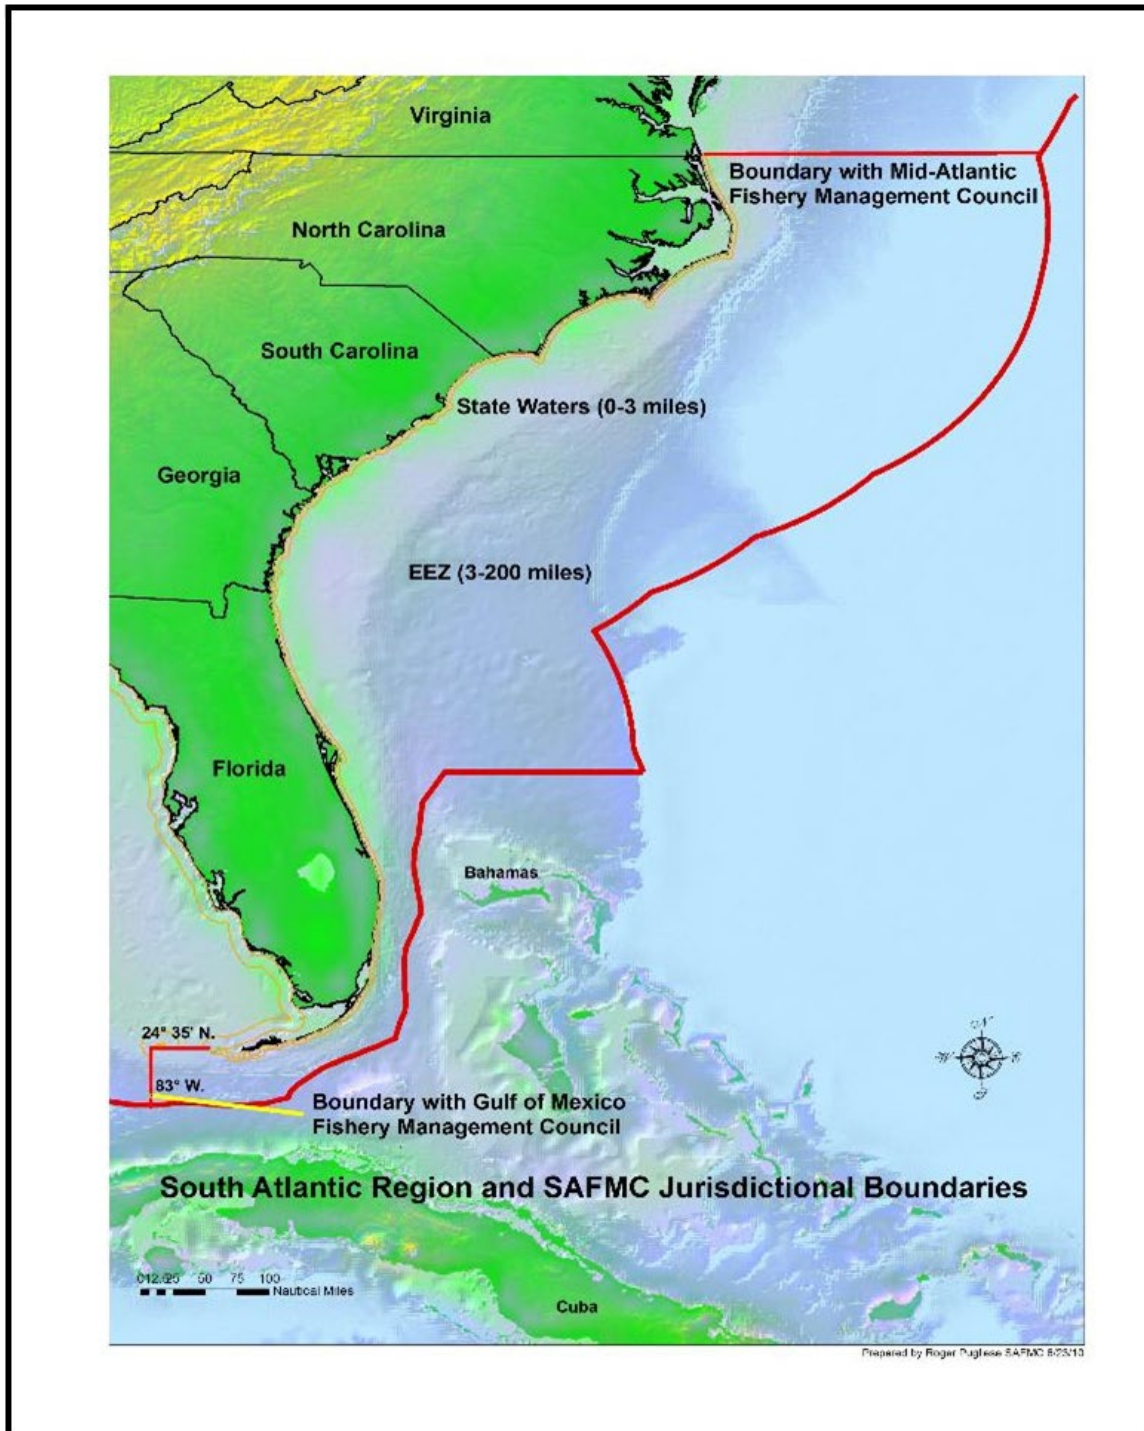 Virginia
Boundary with Mid-Atlantic
Fishery Management Council
North Carolina
South Carolina
State Waters (0-3 miles)
Georgia
EEZ (3-200 miles)
Florida
Bahamas
24° 35' N.
83° W.
Boundary with Gulf of Mexico
Fishery Management Council
South Atlantic Region and SAFMC Jurisdictional Boundaries
50 75 100
Nautical Miles
Cuba
Prepared by Roger Pugliese SAFMC